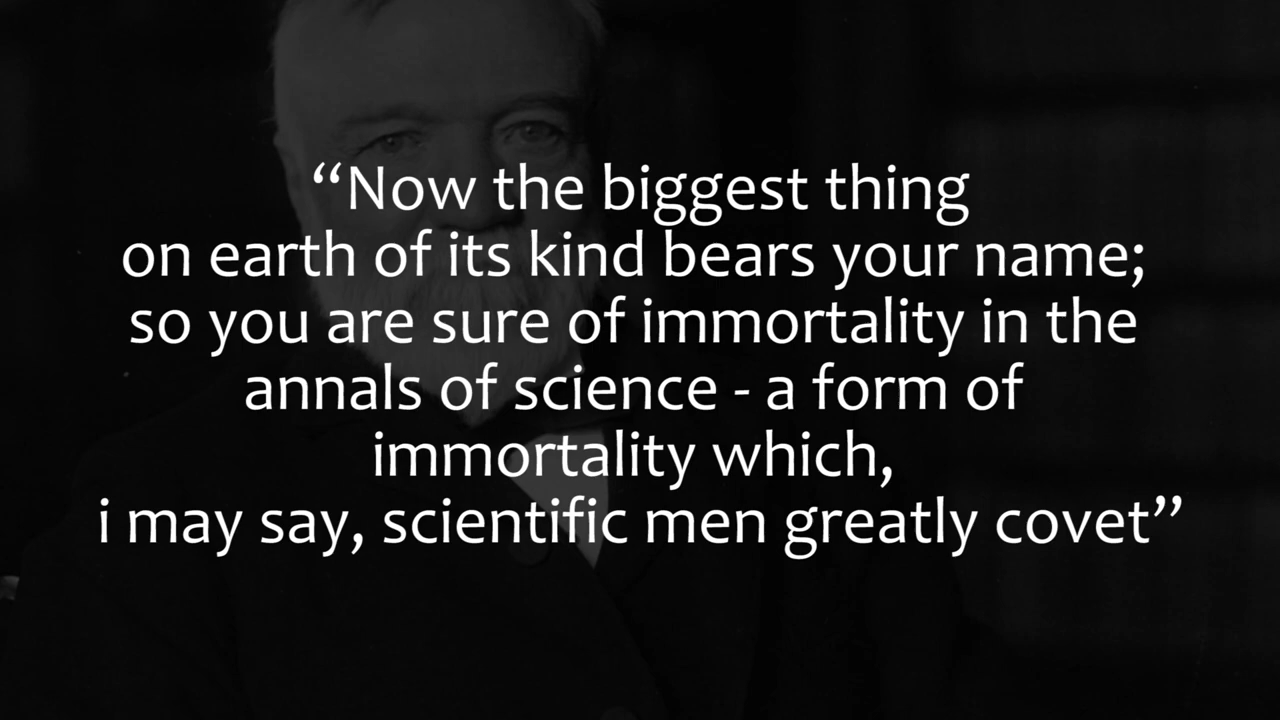 “Now the biggest thing
on earth of its kind bears your name;
so you are sure of immortality in the
annals of science - a form of
immortality which,
i may say, scientific men greatly covet”